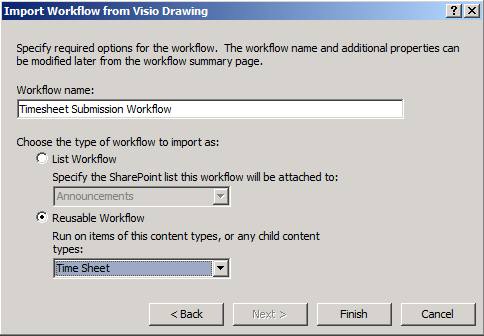 Import Workflow from Visio Drawing
Specify required options for the workflow. The workflow name and additional properties can
be modified later from the workflow summary page.
Workflow name:
Timesheet Submission Workflow
Choose the type of workflow to import as:
List Workflow
Specify the SharePoint list this workflow will be attached to:
Announcements
Reusable Workflow
Run on items of this content types, or any child content
types:
Time Sheet
< Back
Next >
Finish
Cancel